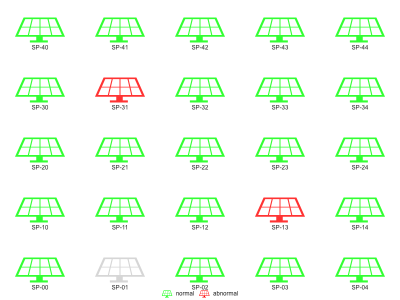 SP-40 SP-41 SP-42 SP-43 SP-44
SP-30 SP-31 SP-32 SP-33 SP-34
SP-20 SP-21 SP-22 SP-23 SP-24
SP-10 SP-11 SP-12 SP-13 SP-14
SP-00 SP-01 SP-02 SP-03 SP-04
normal abnormal